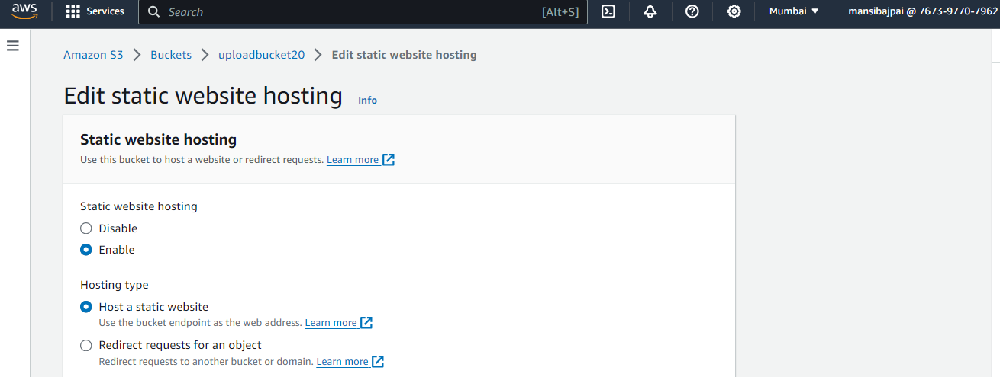 aws Services Search [Alt+S] Mumbai ▼ mansibajpai @ 7673-9770-7962
Amazon S3 > Buckets > uploadbucket20 > Edit static website hosting
Edit static website hosting Info
Static website hosting
Use this bucket to host a website or redirect requests. Learn more
Static website hosting
Disable
Enable
Hosting type
Host a static website
Use the bucket endpoint as the web address. Learn more
Redirect requests for an object
Redirect requests to another bucket or domain. Learn more